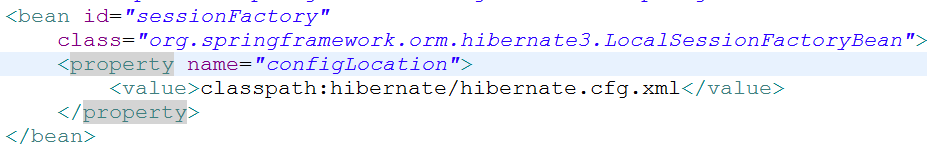 <bean id="sessionFactory"
class="org.springframework.orm.hibernate3.LocalSessionFactoryBean">
<property name="configLocation">
<value>classpath:hibernate/hibernate.cfg.xml</value>
</property>
</bean>